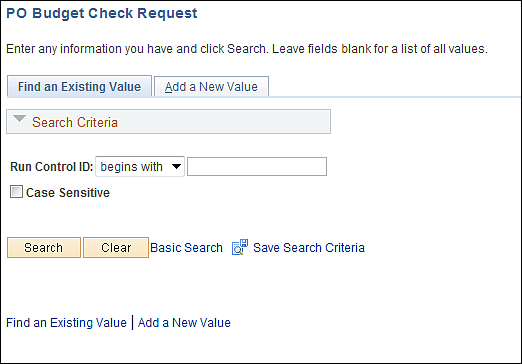 PO Budget Check Request
Enter any information you have and click Search. Leave fields blank for a list of all values.
Find an Existing Value Add a New Value
Search Criteria
Run Control ID: begins with
Case Sensitive
Search Clear Basic Search Save Search Criteria
Find an Existing Value | Add a New Value